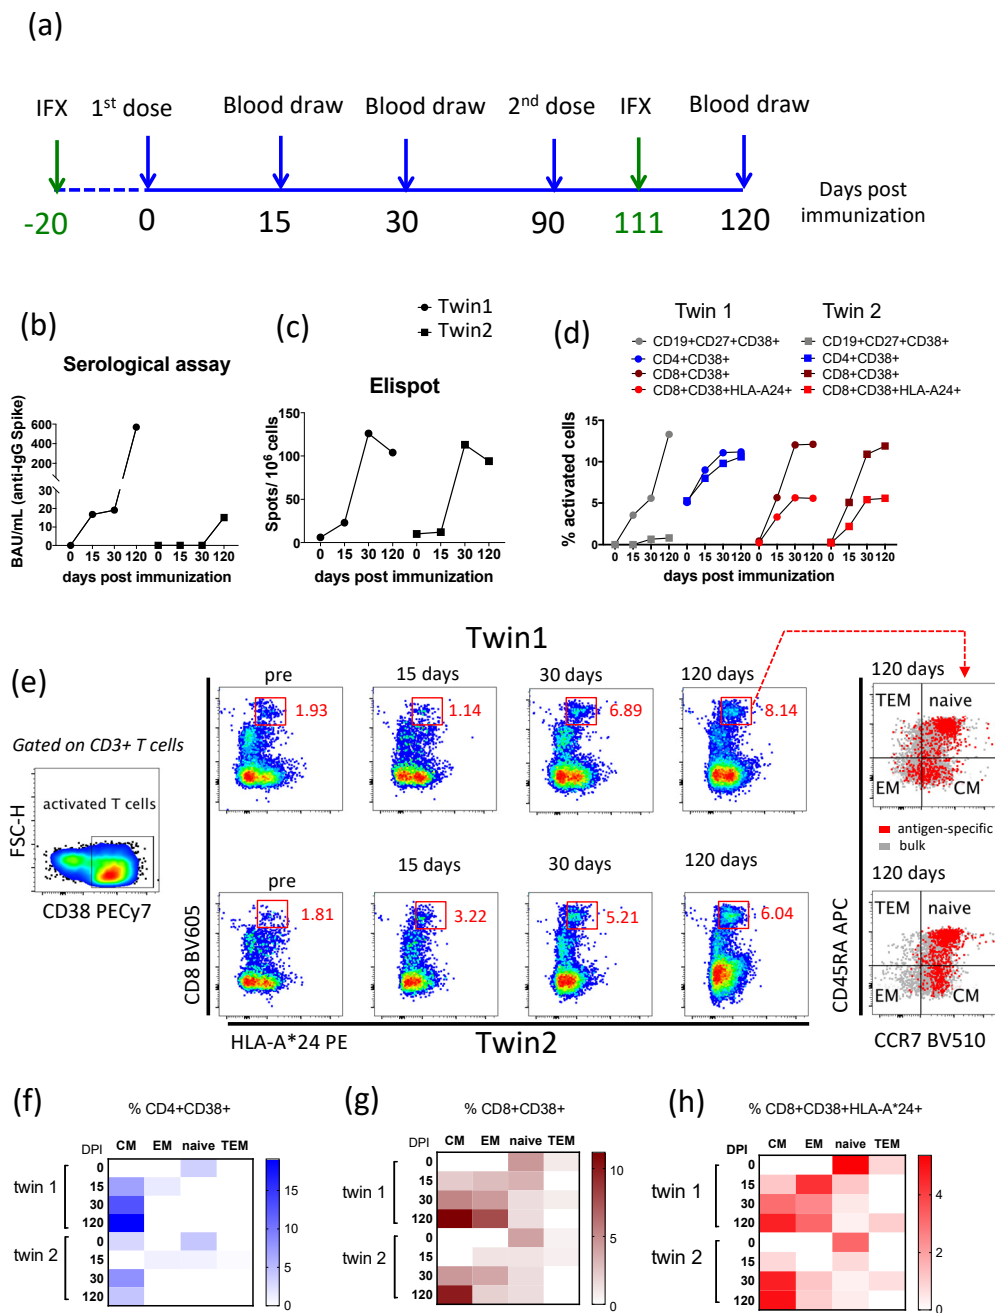 (a)
IFX 1st dose Blood draw Blood draw 2nd dose IFX Blood draw
-20 0 15 30 90 111 120
Days post
immunization
Twin1
Twin2
(b)
Serological assay
BAU/mL (anti-IgG Spike)
600
400
200
30
20
10
0
0 15 30 120 0 15 30 120
days post immunization
(c)
Elispot
Spots/ 10^6 cells
150
100
50
0
0 15 30 120 0 15 30 120
days post immunization
(d)
Twin 1 Twin 2
CD19+CD27+CD38+ CD19+CD27+CD38+
CD4+CD38+ CD4+CD38+
CD8+CD38+ CD8+CD38+
CD8+CD38+HLA-A24+ CD8+CD38+HLA-A24+
% activated cells
15
10
5
0
0 15 30 120 0 15 30 120 0 15 30 120 0 15 30 120
days post immunization
(e)
Twin1
Gated on CD3+ T cells
activated T cells
FSC-H
CD38 PECy7
pre 15 days 30 days 120 days
1.93 1.14 6.89 8.14
pre 15 days 30 days 120 days
1.81 3.22 5.21 6.04
CD8 BV605
HLA-A*24 PE
Twin2
120 days
TEM naive
EM CM
antigen-specific
bulk
120 days
TEM naive
EM CM
CD45RA APC
CCR7 BV510
(f)
% CD4+CD38+
DPI CM EM naive TEM
twin 1
0
15
30
120
twin 2
0
15
30
120
15
10
5
0
(g)
% CD8+CD38+
DPI CM EM naive TEM
twin 1
0
15
30
120
twin 2
0
15
30
120
10
5
0
(h)
% CD8+CD38+HLA-A*24+
DPI CM EM naive TEM
twin 1
0
15
30
120
twin 2
0
15
30
120
4
2
0